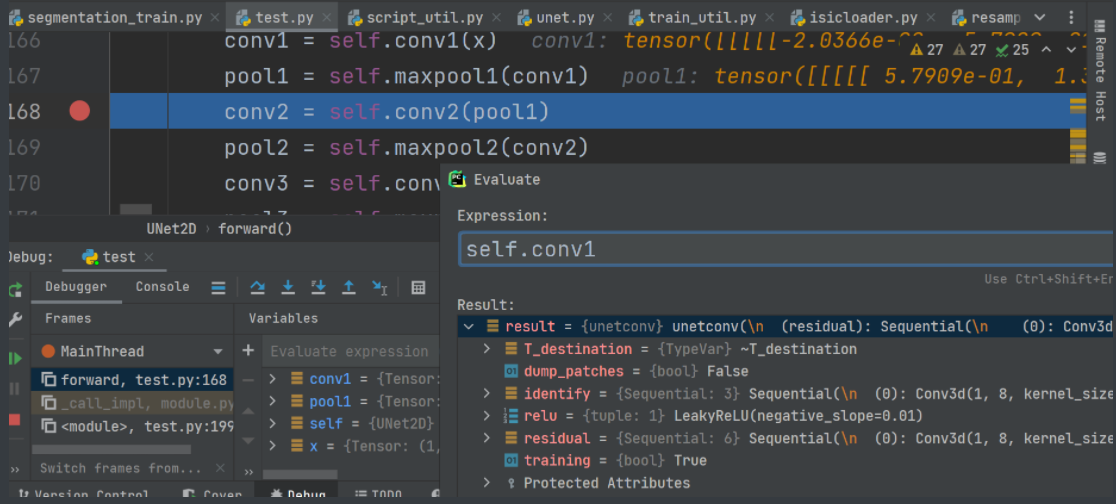 segmentation_train.py × test.py × script_util.py × unet.py × train_util.py × isicloader.py × resamp
166 conv1 = self.conv1(x) conv1: tensor([[[[[-2.0366e-
27 27 25
167 pool1 = self.maxpool1(conv1) pool1: tensor([[[[[ 5.7909e-01, 1.3
168 conv2 = self.conv2(pool1)
169 pool2 = self.maxpool2(conv2)
170 conv3 = self.conv
171
Remote Host
UNet2D › forward()
Debug: test ×
Debugger Console
Frames
Variables
MainThread
Evaluate expression
forward, test.py:168
_call_impl, module.py
<module>, test.py:199
conv1 = {Tensor:
pool1 = {Tensor:
self = {UNet2D}
x = {Tensor: (1,
Switch frames from... ×
Version Control Cover Debug TODO
Evaluate
Expression:
self.conv1
Use Ctrl+Shift+En
Result:
result = {unetconv} unetconv(\n (residual): Sequential(\n (0): Conv3d
T_destination = {TypeVar} ~T_destination
dump_patches = {bool} False
identify = {Sequential: 3} Sequential(\n (0): Conv3d(1, 8, kernel_size
relu = {tuple: 1} LeakyReLU(negative_slope=0.01)
residual = {Sequential: 6} Sequential(\n (0): Conv3d(1, 8, kernel_size
training = {bool} True
Protected Attributes